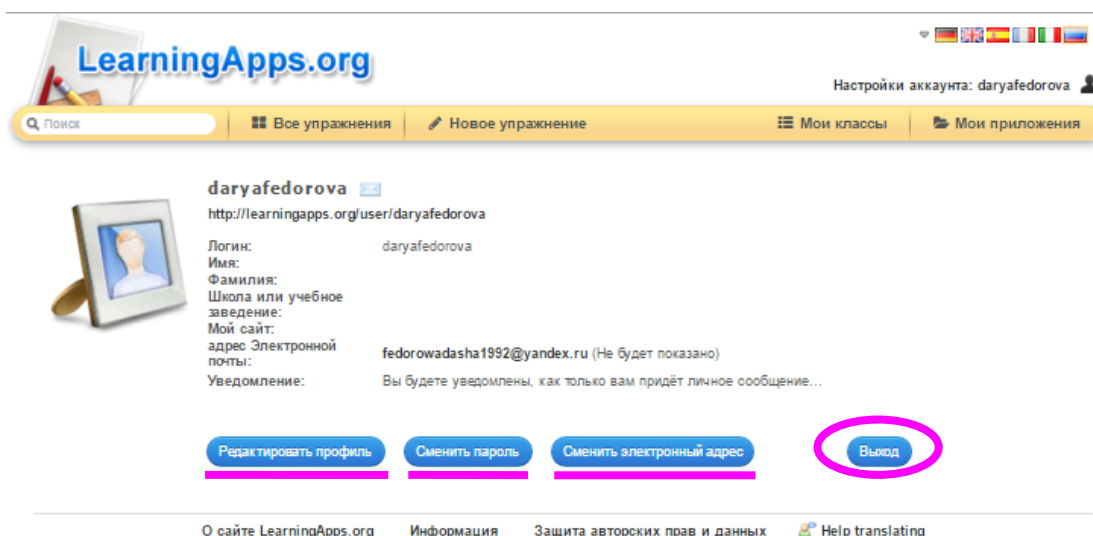 LearningApps.org
Настройки аккаунта: daryafedorova
Поиск
Все упражнения
Новое упражнение
Мои классы
Мои приложения
daryafedorova
http://learningapps.org/user/daryafedorova
Логин: daryafedorova
Имя:
Фамилия:
Школа или учебное
заведение:
Мой сайт:
адрес Электронной
почты: fedorowadasha1992@yandex.ru (Не будет показано)
Уведомление: Вы будете уведомлены, как только вам придёт личное сообщение...
Редактировать профиль
Сменить пароль
Сменить электронный адрес
Выход
О сайте LearningApps.org
Информация
Защита авторских прав и данных
Help translating